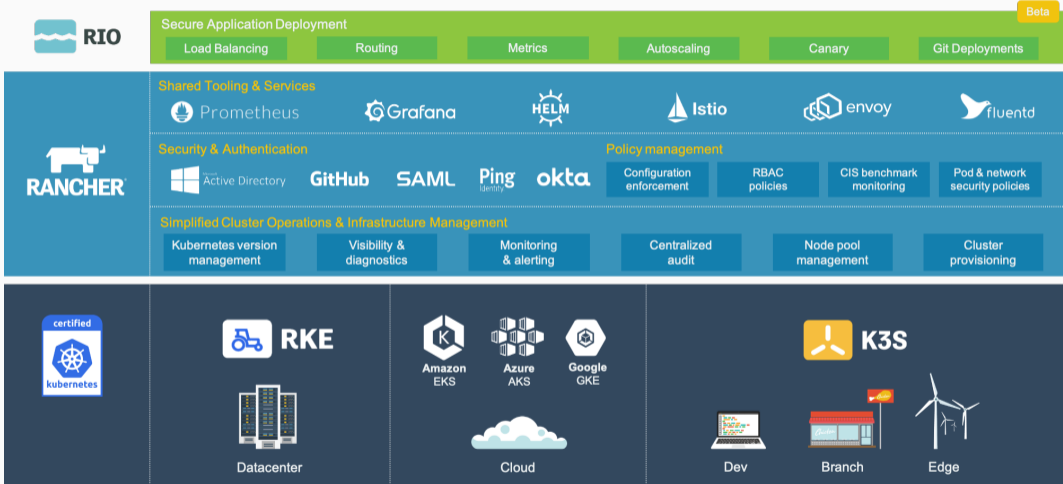 Beta
RIO
Secure Application Deployment
Load Balancing
Routing
Metrics
Autoscaling
Canary
Git Deployments
RANCHER
Shared Tooling & Services
Prometheus
Grafana
HELM
Istio
envoy
fluentd
Security & Authentication
Active Directory
GitHub
SAML
Ping
Identity
okta
Policy management
Configuration
enforcement
RBAC
policies
CIS benchmark
monitoring
Pod & network
security policies
Simplified Cluster Operations & Infrastructure Management
Kubernetes version
management
Visibility &
diagnostics
Monitoring
& alerting
Centralized
audit
Node pool
management
Cluster
provisioning
certified
kubernetes
RKE
Datacenter
Amazon
EKS
Azure
AKS
Google
GKE
Cloud
K3S
Dev
Branch
Edge